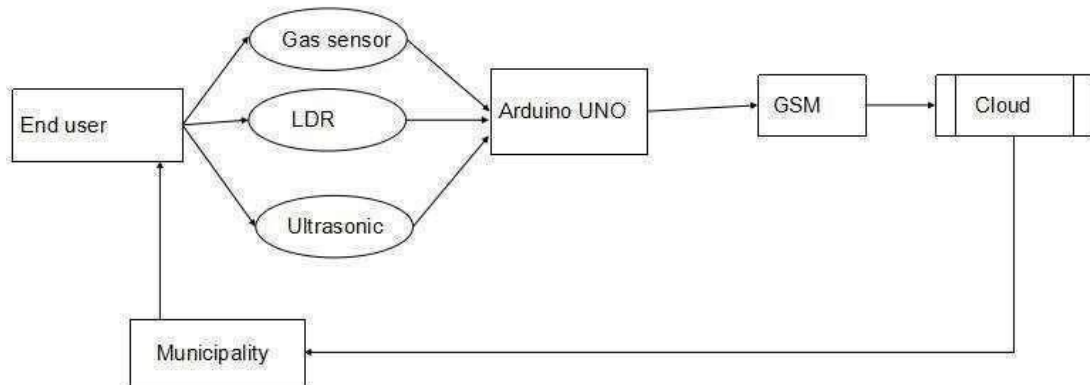 Gas sensor
End user
LDR
Arduino UNO
GSM
Cloud
Ultrasonic
Municipality